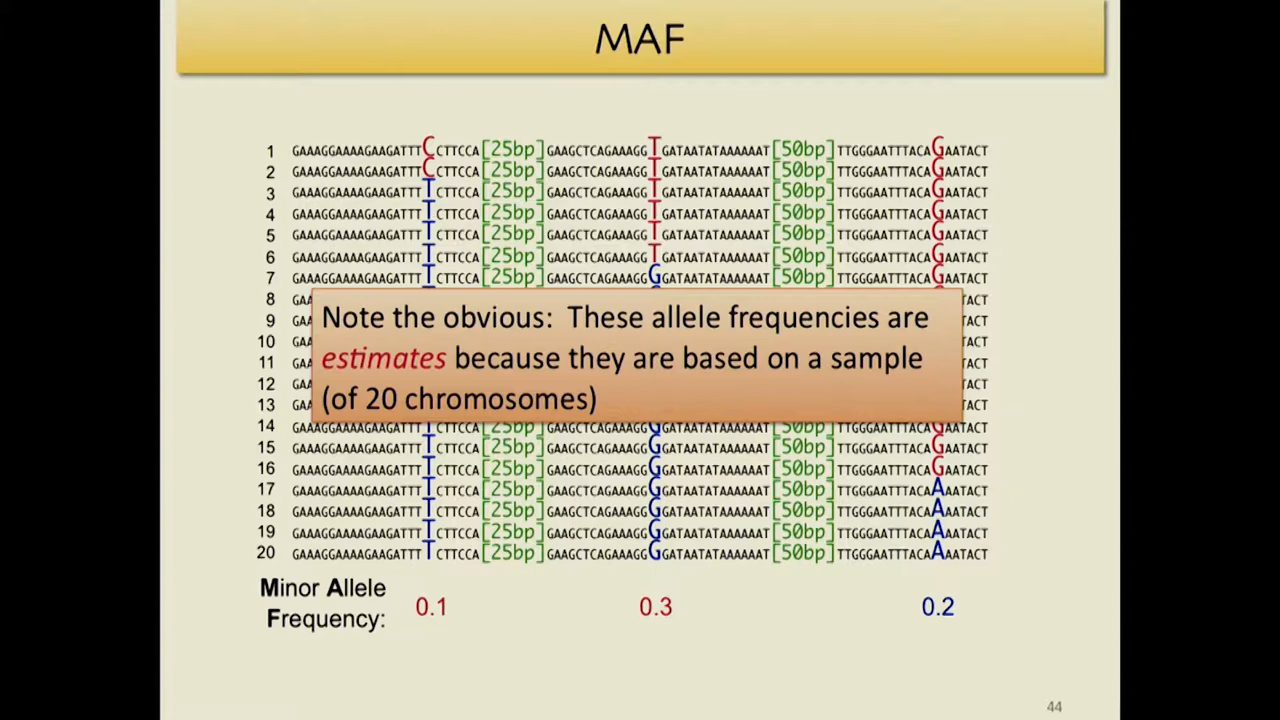 MAF
1 GAAAGGAAAAGAAGATTTCCTTCCA[25bp]GAAGCTCAGAAAGGTGATAATATAAAAAAT[50bp]TTGGGAATTTACAGAATACT
2 GAAAGGAAAAGAAGATTTCCTTCCA[25bp]GAAGCTCAGAAAGGTGATAATATAAAAAAT[50bp]TTGGGAATTTACAGAATACT
3 GAAAGGAAAAGAAGATTTTCTTCCA[25bp]GAAGCTCAGAAAGGTGATAATATAAAAAAT[50bp]TTGGGAATTTACAGAATACT
4 GAAAGGAAAAGAAGATTTTCTTCCA[25bp]GAAGCTCAGAAAGGTGATAATATAAAAAAT[50bp]TTGGGAATTTACAGAATACT
5 GAAAGGAAAAGAAGATTTTCTTCCA[25bp]GAAGCTCAGAAAGGTGATAATATAAAAAAT[50bp]TTGGGAATTTACAGAATACT
6 GAAAGGAAAAGAAGATTTTCTTCCA[25bp]GAAGCTCAGAAAGGTGATAATATAAAAAAT[50bp]TTGGGAATTTACAGAATACT
7 GAAAGGAAAAGAAGATTTTCTTCCA[25bp]GAAGCTCAGAAAGGGGATAATATAAAAAAT[50bp]TTGGGAATTTACAGAATACT
8 GAA TACT
9 GAA TACT
10 GAA TACT
11 GAA TACT
12 GAA TACT
13 GAA TACT
Note the obvious: These allele frequencies are
estimates because they are based on a sample
(of 20 chromosomes)
14 GAAAGGAAAAGAAGATTTTCTTCCA[25bp]GAAGCTCAGAAAGGGGATAATATAAAAAAT[50bp]TTGGGAATTTACAGAATACT
15 GAAAGGAAAAGAAGATTTTCTTCCA[25bp]GAAGCTCAGAAAGGGGATAATATAAAAAAT[50bp]TTGGGAATTTACAGAATACT
16 GAAAGGAAAAGAAGATTTTCTTCCA[25bp]GAAGCTCAGAAAGGGGATAATATAAAAAAT[50bp]TTGGGAATTTACAGAATACT
17 GAAAGGAAAAGAAGATTTTCTTCCA[25bp]GAAGCTCAGAAAGGGGATAATATAAAAAAT[50bp]TTGGGAATTTACAAAATACT
18 GAAAGGAAAAGAAGATTTTCTTCCA[25bp]GAAGCTCAGAAAGGGGATAATATAAAAAAT[50bp]TTGGGAATTTACAAAATACT
19 GAAAGGAAAAGAAGATTTTCTTCCA[25bp]GAAGCTCAGAAAGGGGATAATATAAAAAAT[50bp]TTGGGAATTTACAAAATACT
20 GAAAGGAAAAGAAGATTTTCTTCCA[25bp]GAAGCTCAGAAAGGGGATAATATAAAAAAT[50bp]TTGGGAATTTACAAAATACT
Minor Allele
Frequency: 0.1 0.3 0.2
44